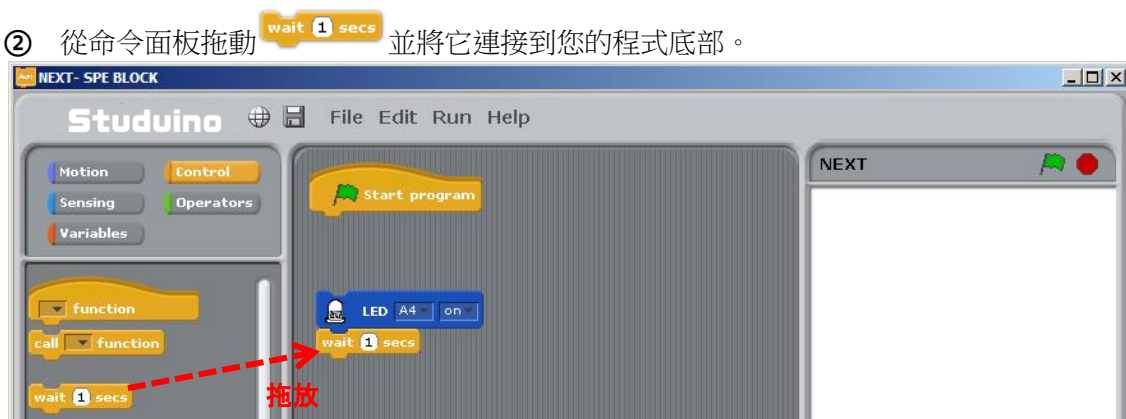 ② 從命令面板拖動 wait 1 secs 並將它連接到您的程式底部。
NEXT- SPE BLOCK
Studuino File Edit Run Help
Motion Control
Sensing Operators
Variables
function
call function
wait 1 secs
Start program
LED A4 on
wait 1 secs
拖放
NEXT